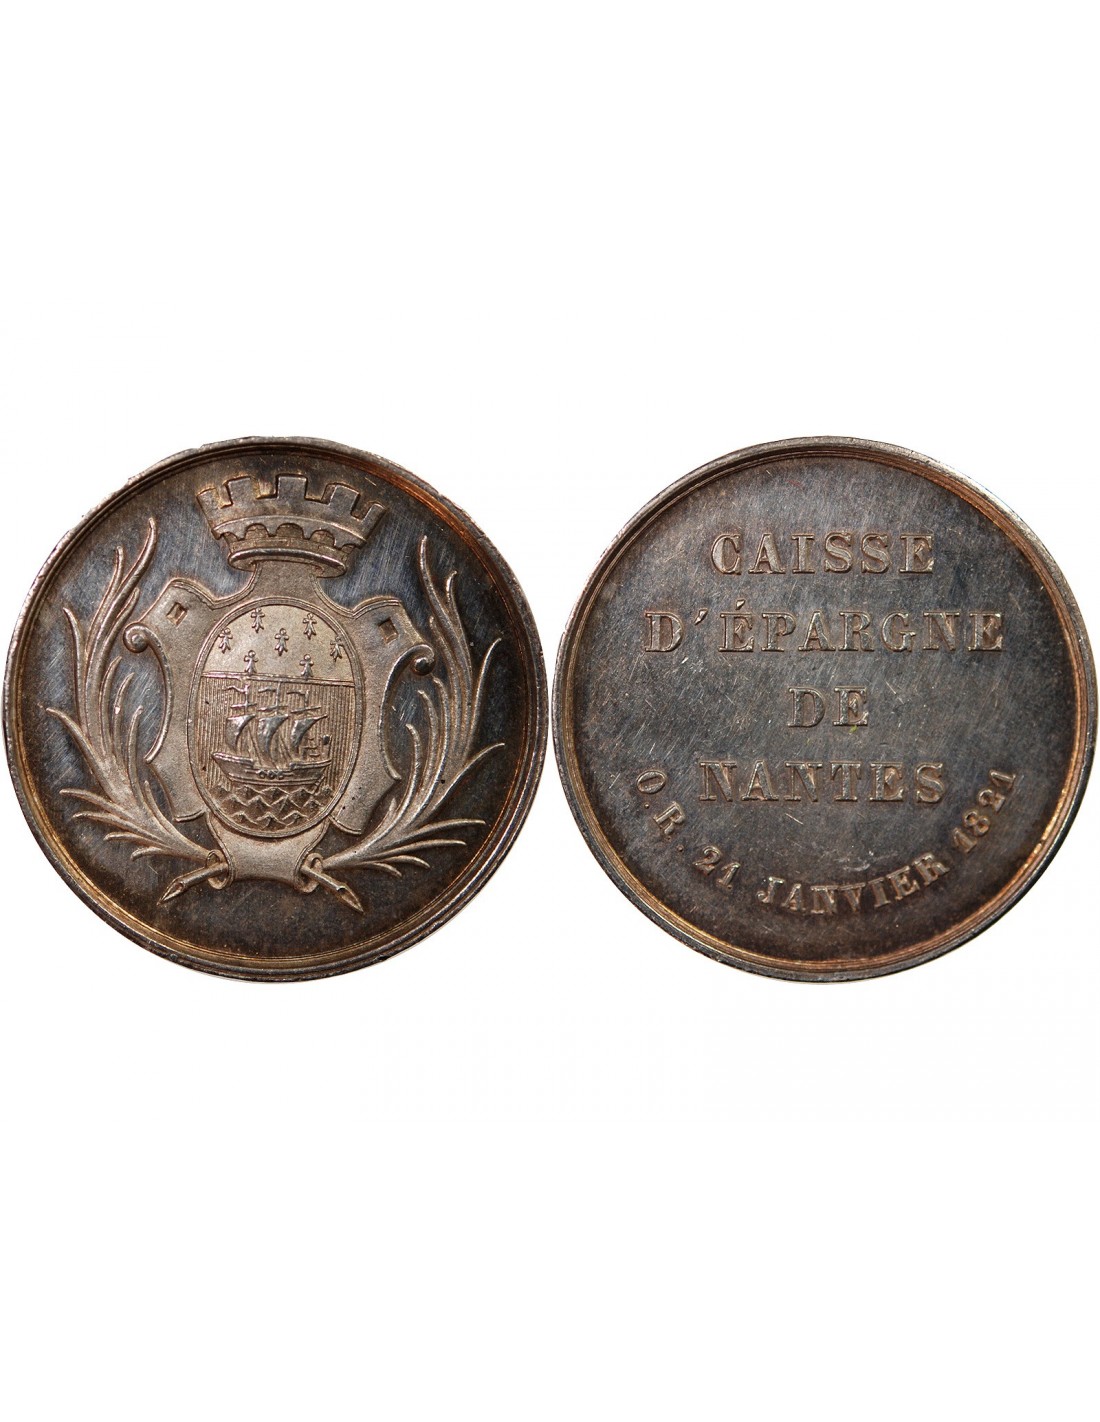 CAISSE
D'ÉPARGNE
DE
NANTES
O. R. 21 JANVIER 1821